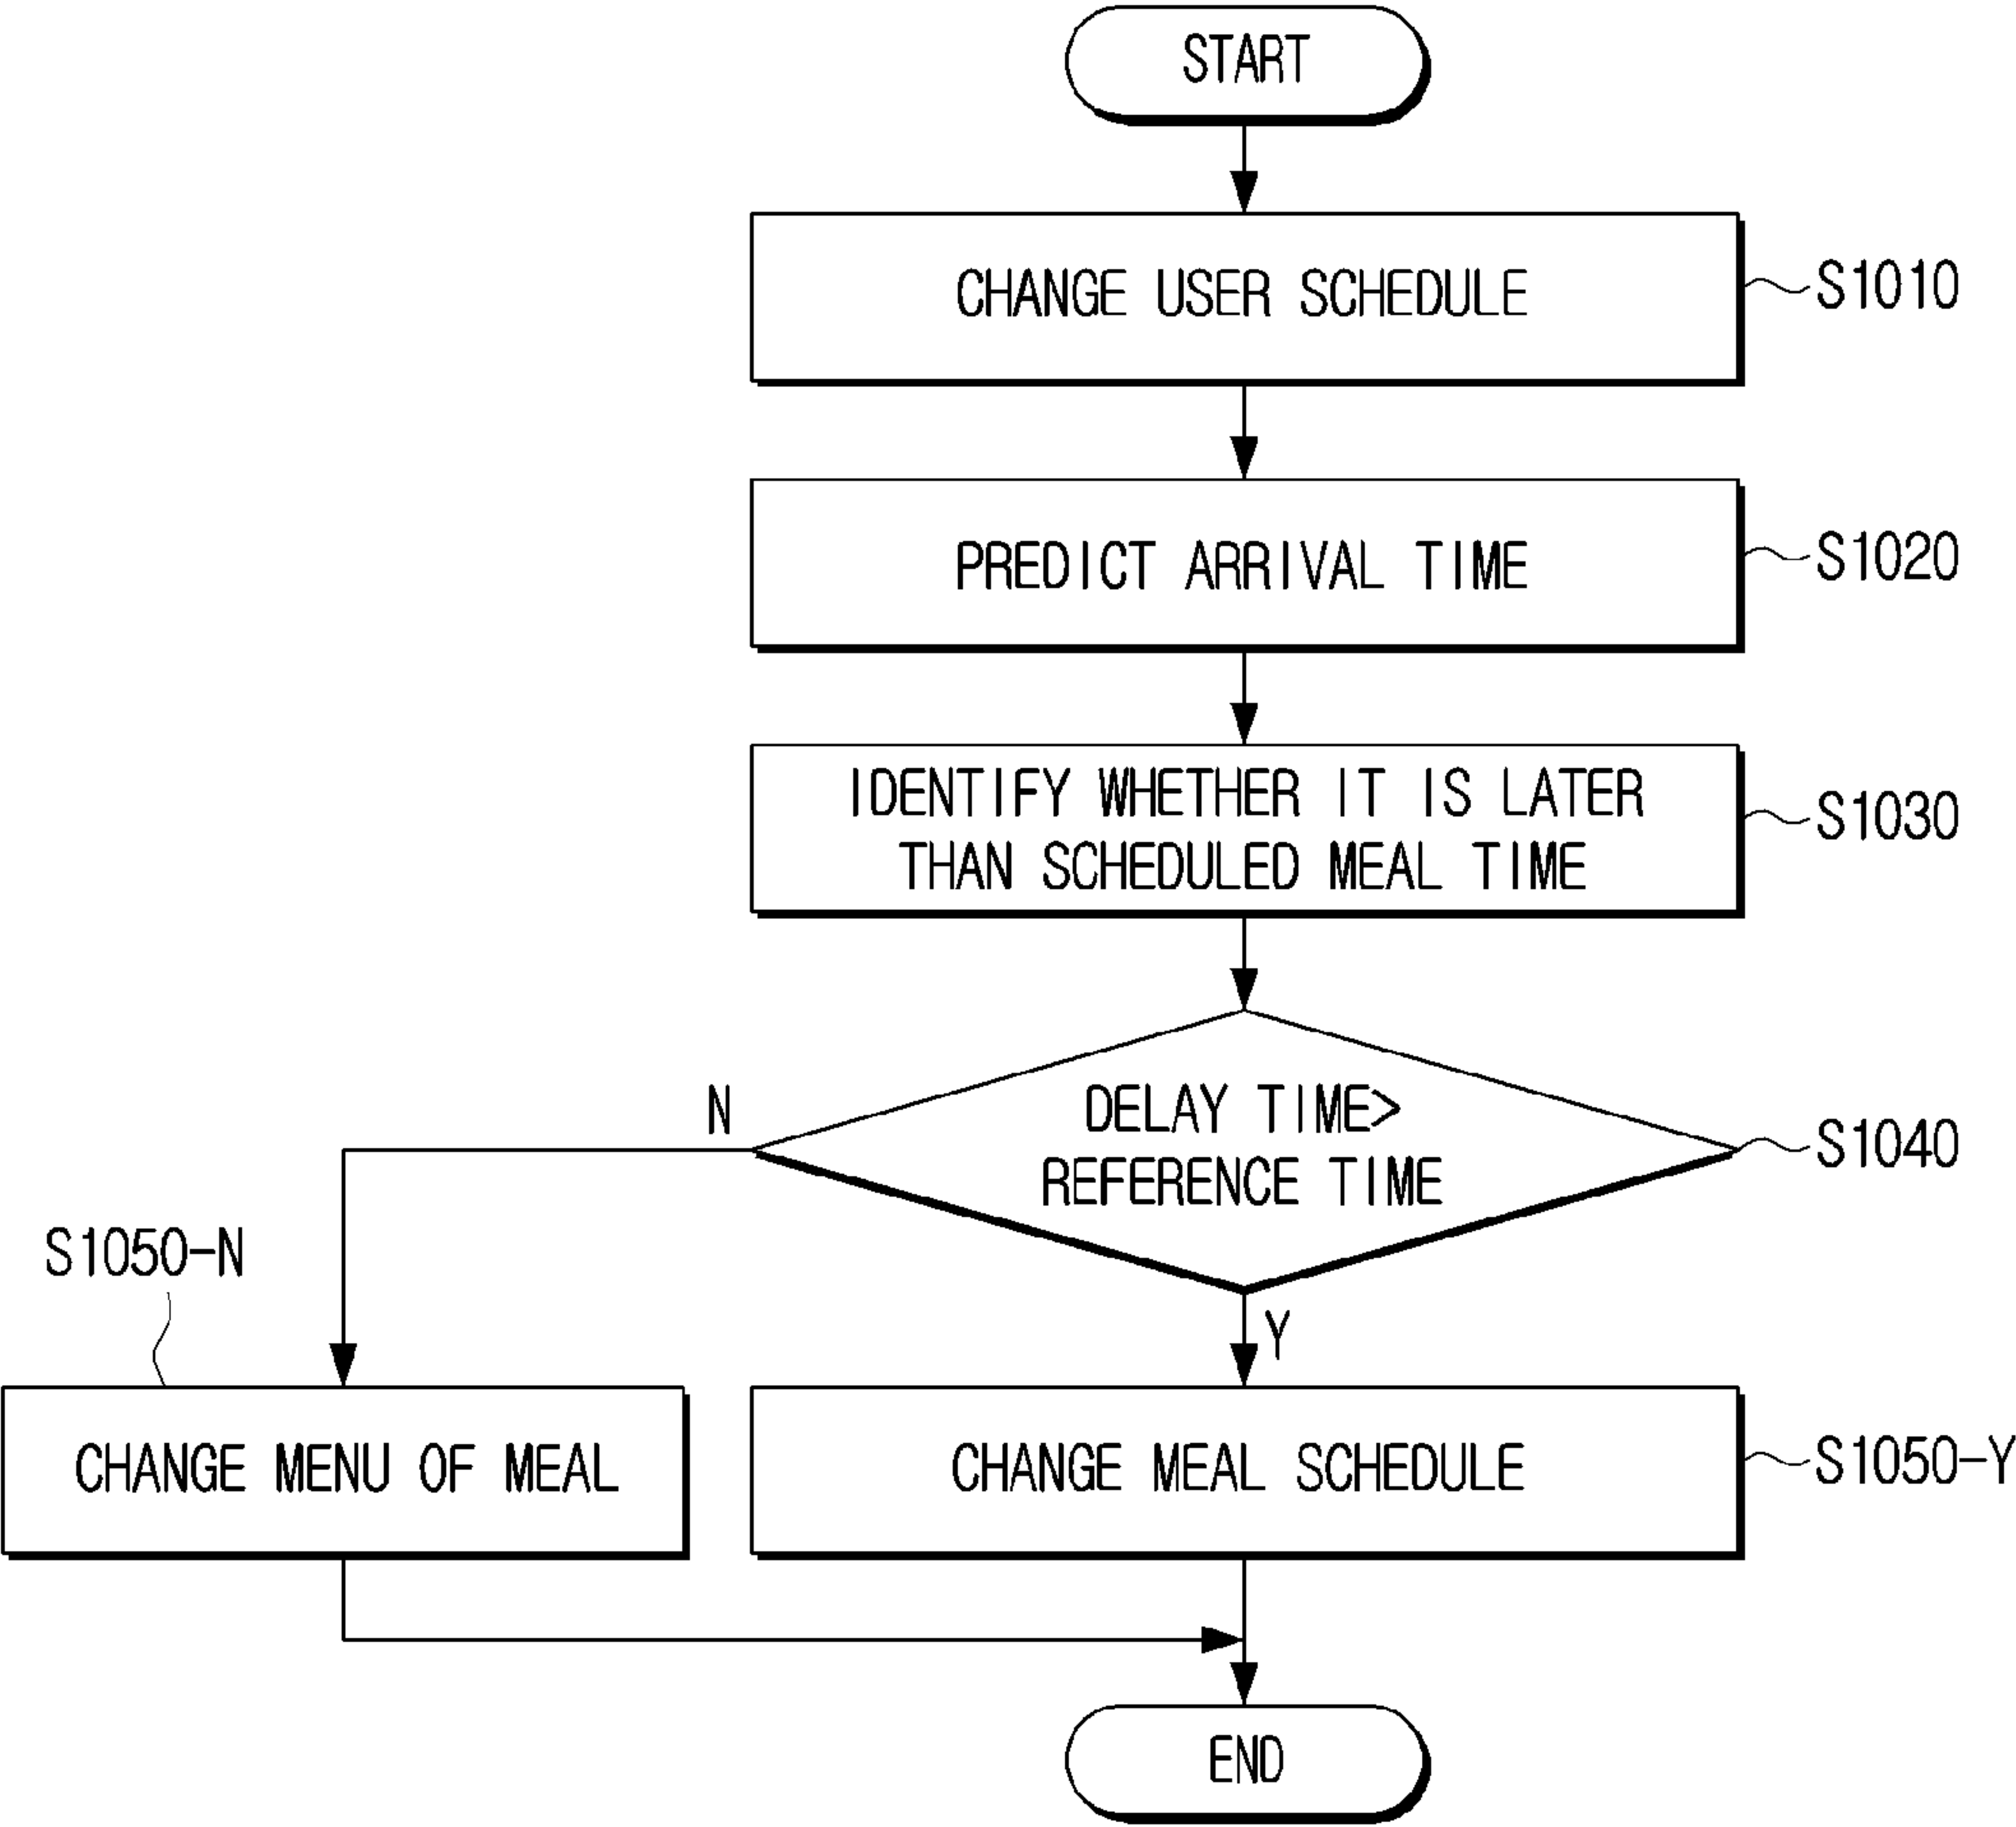 START
CHANGE USER SCHEDULE
S1010
PREDICT ARRIVAL TIME
S1020
IDENTIFY WHETHER IT IS LATER
THAN SCHEDULED MEAL TIME
S1030
N
DELAY TIME>
REFERENCE TIME
S1040
S1050-N
Y
CHANGE MENU OF MEAL
CHANGE MEAL SCHEDULE
S1050-Y
END